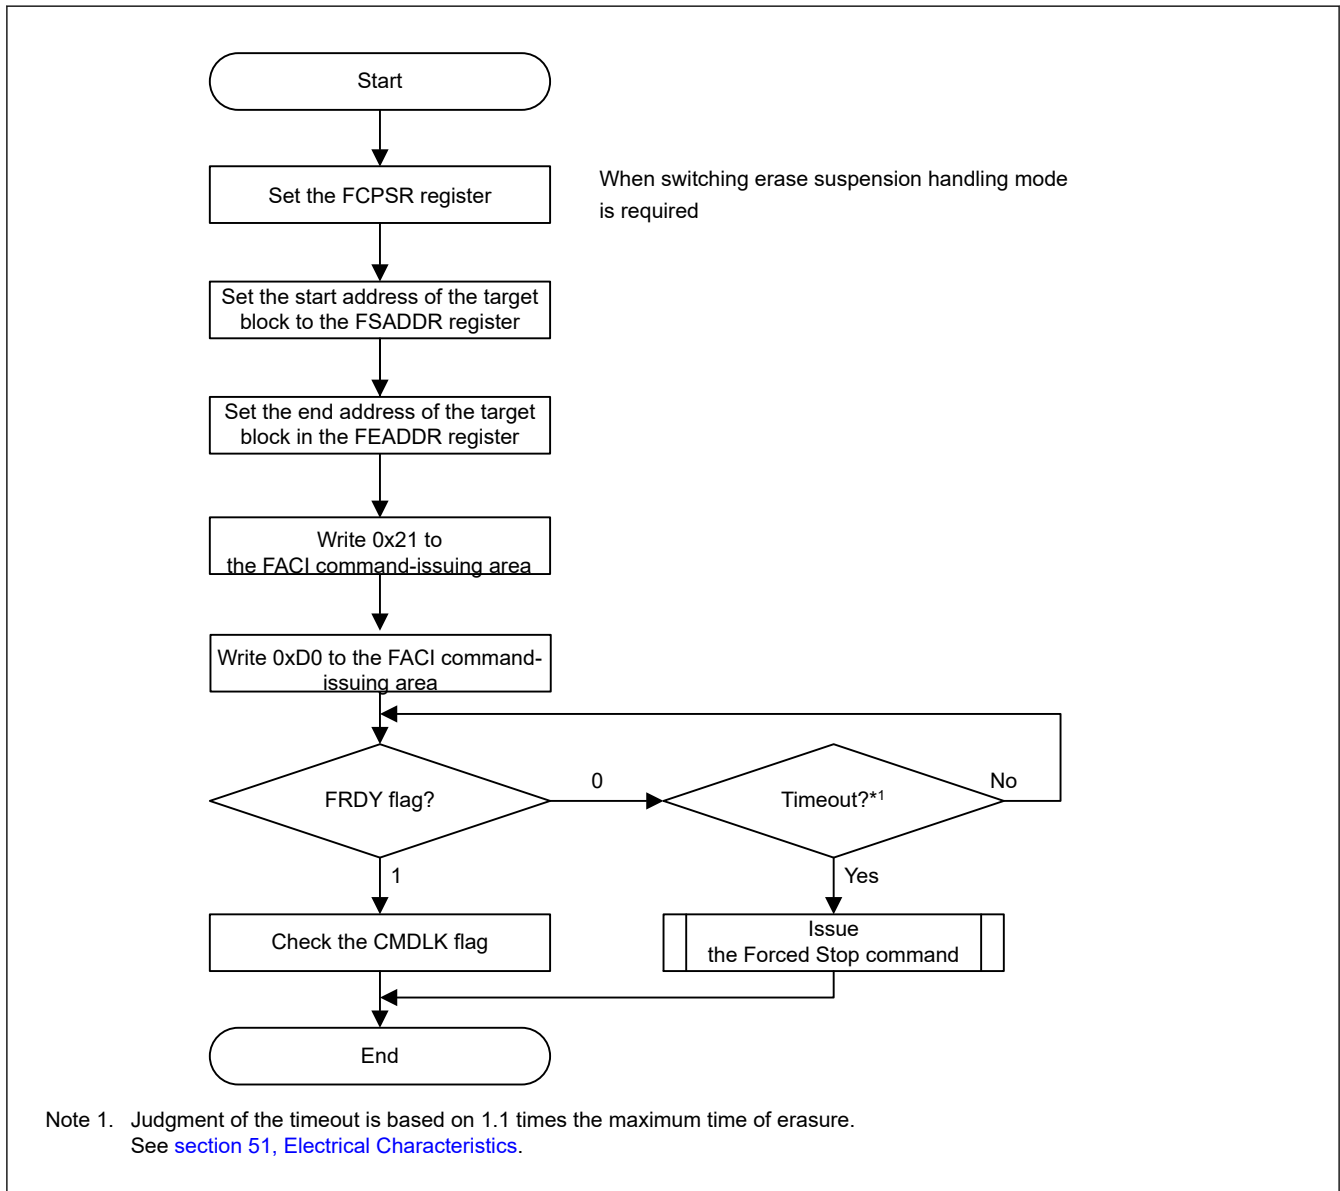 Start
Set the FCPSR register
When switching erase suspension handling mode
is required
Set the start address of the target
block to the FSADDR register
Set the end address of the target
block in the FEADDR register
Write 0x21 to
the FACI command-issuing area
Write 0xD0 to the FACI command-
issuing area
FRDY flag?
0
Timeout?*1
No
1
Yes
Check the CMDLK flag
Issue
the Forced Stop command
End
Note 1. Judgment of the timeout is based on 1.1 times the maximum time of erasure.
See section 51, Electrical Characteristics.